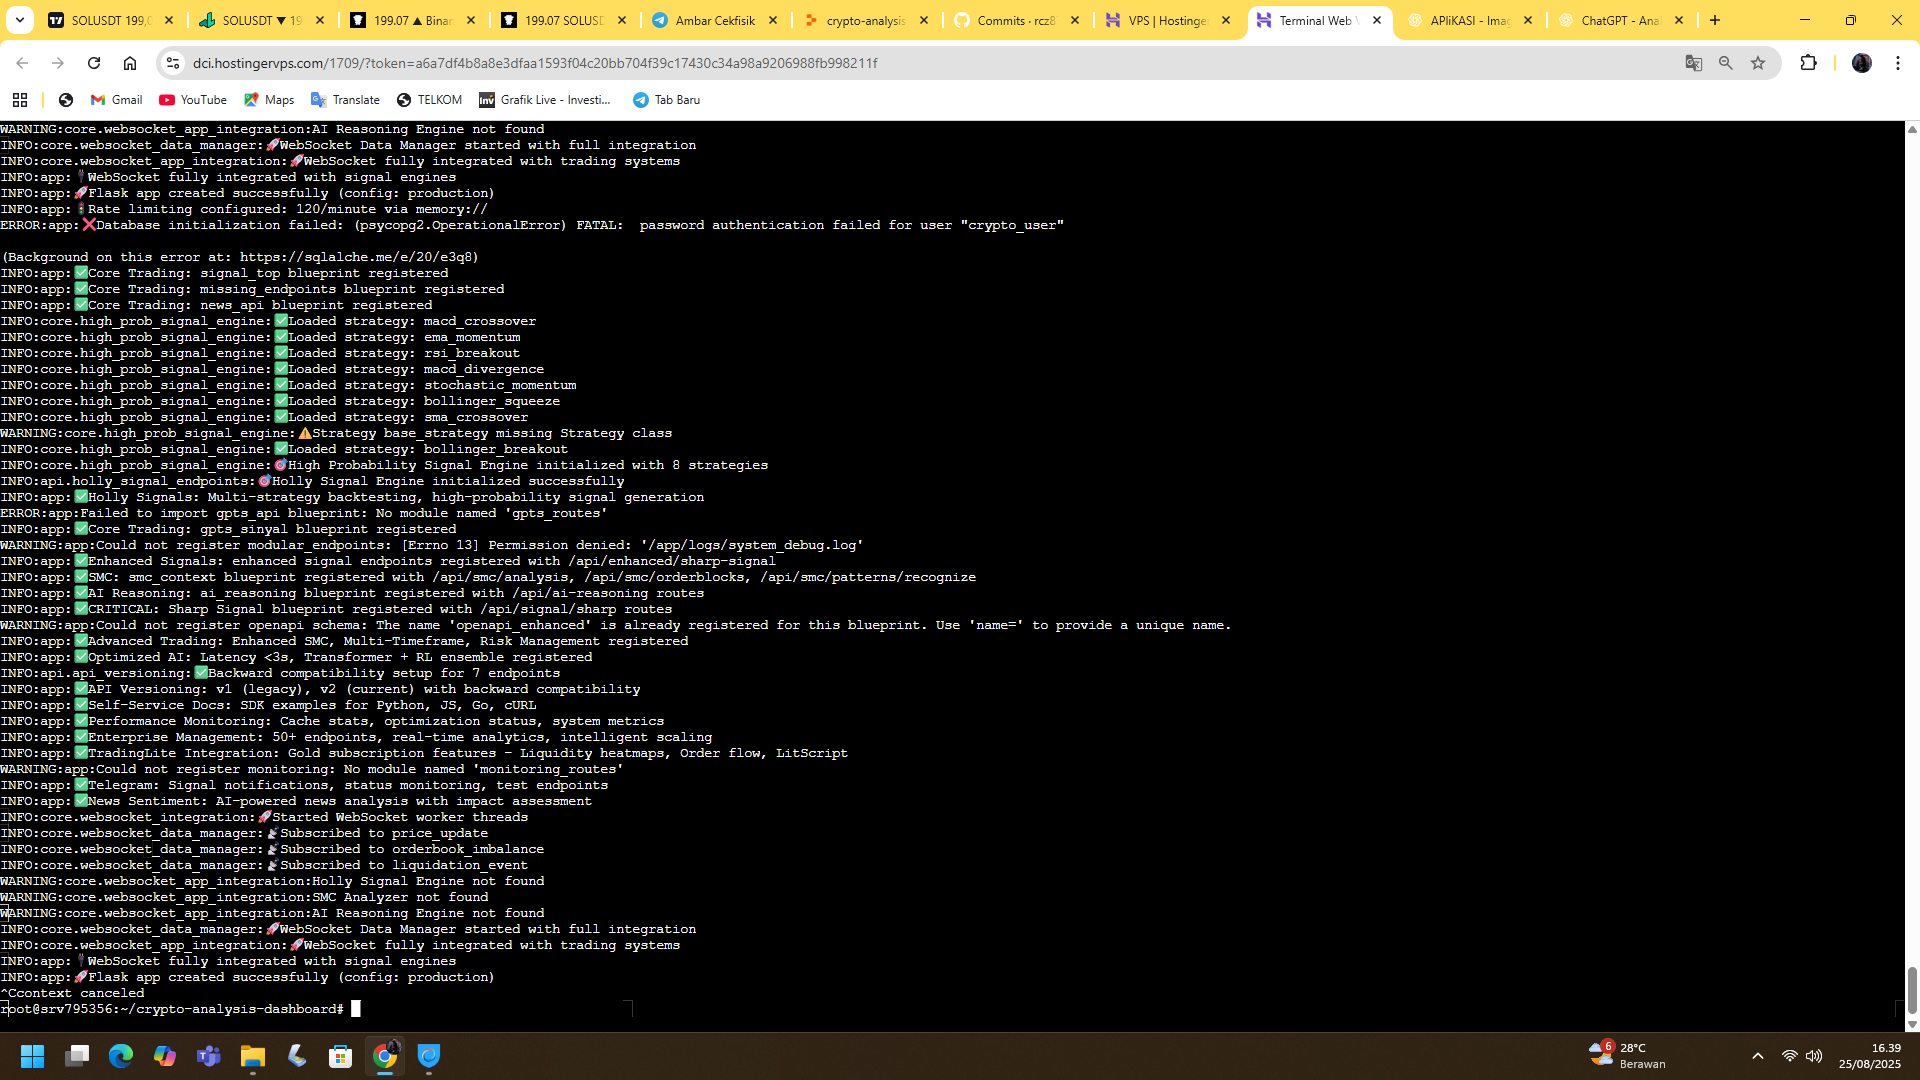 SOLUSDT 199,0
SOLUSDT ▼ 19
199.07 ▲ Binan
199.07 SOLUSD
Ambar Cekfisik
crypto-analysis
Commits · rcz8
VPS | Hostinge
Terminal Web
APliKASI - Imag
ChatGPT - Anal
dci.hostingervps.com/1709/?token=a6a7df4b8a8e3dfaa1593f04c20bb704f39c17430c34a98a9206988fb998211f
Gmail
YouTube
Maps
Translate
TELKOM
Inv
Grafik Live - Investi...
Tab Baru
WARNING:core.websocket_app_integration:AI Reasoning Engine not found
INFO:core.websocket_data_manager:🚀WebSocket Data Manager started with full integration
INFO:core.websocket_app_integration:🚀WebSocket fully integrated with trading systems
INFO:app:🔌WebSocket fully integrated with signal engines
INFO:app:🚀Flask app created successfully (config: production)
INFO:app:🚦Rate limiting configured: 120/minute via memory://
ERROR:app:❌Database initialization failed: (psycopg2.OperationalError) FATAL:  password authentication failed for user "crypto_user"
(Background on this error at: https://sqlalche.me/e/20/e3q8)
INFO:app:✅Core Trading: signal_top blueprint registered
INFO:app:✅Core Trading: missing_endpoints blueprint registered
INFO:app:✅Core Trading: news_api blueprint registered
INFO:core.high_prob_signal_engine:✅Loaded strategy: macd_crossover
INFO:core.high_prob_signal_engine:✅Loaded strategy: ema_momentum
INFO:core.high_prob_signal_engine:✅Loaded strategy: rsi_breakout
INFO:core.high_prob_signal_engine:✅Loaded strategy: macd_divergence
INFO:core.high_prob_signal_engine:✅Loaded strategy: stochastic_momentum
INFO:core.high_prob_signal_engine:✅Loaded strategy: bollinger_squeeze
INFO:core.high_prob_signal_engine:✅Loaded strategy: sma_crossover
WARNING:core.high_prob_signal_engine:⚠️Strategy base_strategy missing Strategy class
INFO:core.high_prob_signal_engine:✅Loaded strategy: bollinger_breakout
INFO:core.high_prob_signal_engine:🎯High Probability Signal Engine initialized with 8 strategies
INFO:api.holly_signal_endpoints:🎯Holly Signal Engine initialized successfully
INFO:app:✅Holly Signals: Multi-strategy backtesting, high-probability signal generation
ERROR:app:Failed to import gpts_api blueprint: No module named 'gpts_routes'
INFO:app:✅Core Trading: gpts_sinyal blueprint registered
WARNING:app:Could not register modular_endpoints: [Errno 13] Permission denied: '/app/logs/system_debug.log'
INFO:app:✅Enhanced Signals: enhanced signal endpoints registered with /api/enhanced/sharp-signal
INFO:app:✅SMC: smc_context blueprint registered with /api/smc/analysis, /api/smc/orderblocks, /api/smc/patterns/recognize
INFO:app:✅AI Reasoning: ai_reasoning blueprint registered with /api/ai-reasoning routes
INFO:app:✅CRITICAL: Sharp Signal blueprint registered with /api/signal/sharp routes
WARNING:app:Could not register openapi schema: The name 'openapi_enhanced' is already registered for this blueprint. Use 'name=' to provide a unique name.
INFO:app:✅Advanced Trading: Enhanced SMC, Multi-Timeframe, Risk Management registered
INFO:app:✅Optimized AI: Latency <3s, Transformer + RL ensemble registered
INFO:api.api_versioning:✅Backward compatibility setup for 7 endpoints
INFO:app:✅API Versioning: v1 (legacy), v2 (current) with backward compatibility
INFO:app:✅Self-Service Docs: SDK examples for Python, JS, Go, cURL
INFO:app:✅Performance Monitoring: Cache stats, optimization status, system metrics
INFO:app:✅Enterprise Management: 50+ endpoints, real-time analytics, intelligent scaling
INFO:app:✅TradingLite Integration: Gold subscription features - Liquidity heatmaps, Order flow, LitScript
WARNING:app:Could not register monitoring: No module named 'monitoring_routes'
INFO:app:✅Telegram: Signal notifications, status monitoring, test endpoints
INFO:app:✅News Sentiment: AI-powered news analysis with impact assessment
INFO:core.websocket_integration:🚀Started WebSocket worker threads
INFO:core.websocket_data_manager:📡Subscribed to price_update
INFO:core.websocket_data_manager:📡Subscribed to orderbook_imbalance
INFO:core.websocket_data_manager:📡Subscribed to liquidation_event
WARNING:core.websocket_app_integration:Holly Signal Engine not found
WARNING:core.websocket_app_integration:SMC Analyzer not found
WARNING:core.websocket_app_integration:AI Reasoning Engine not found
INFO:core.websocket_data_manager:🚀WebSocket Data Manager started with full integration
INFO:core.websocket_app_integration:🚀WebSocket fully integrated with trading systems
INFO:app:🔌WebSocket fully integrated with signal engines
INFO:app:🚀Flask app created successfully (config: production)
^Ccontext canceled
root@srv795356:~/crypto-analysis-dashboard#
6
28°C
Berawan
16.39
25/08/2025